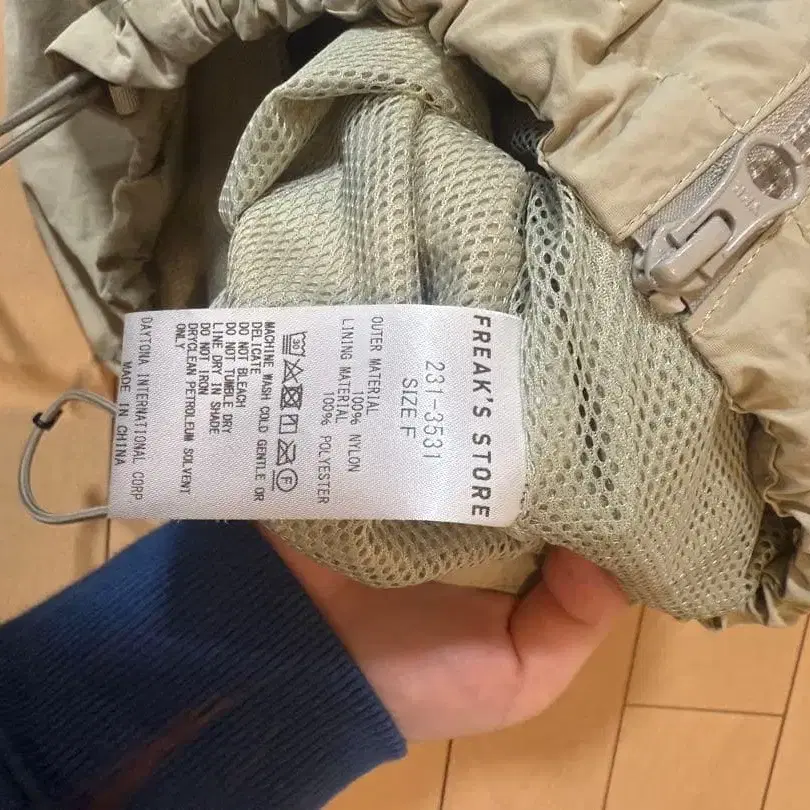 FREAK'S STORE
231-3531
SIZE F
OUTER MATERIAL
100% NYLON
LINING MATERIAL
100% POLYESTER
30
F
MACHINE WASH COLD GENTLE OR
DELICATE
DO NOT BLEACH
DO NOT TUMBLE DRY
LINE DRY IN SHADE
DO NOT IRON
DRYCLEAN PETROLEUM SOLVENT
ONLY
DAYTONA INTERNATIONAL CORP
MADE IN CHINA